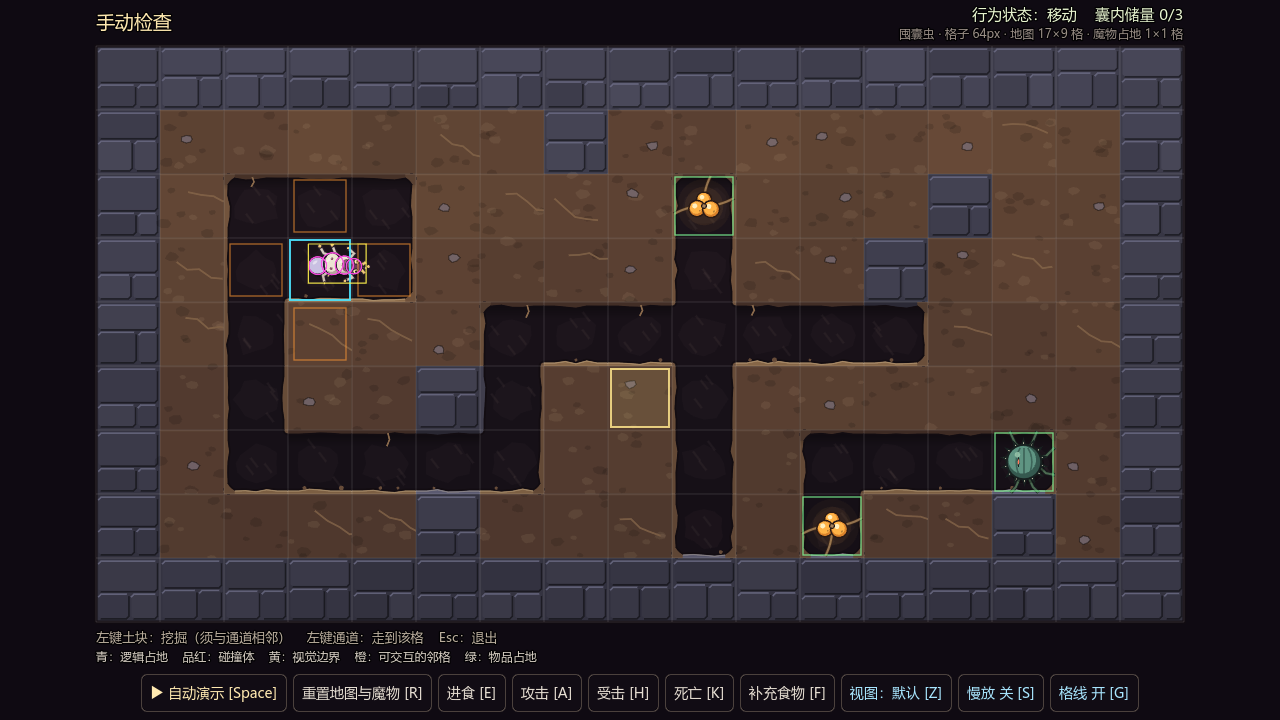 手动检查
行为状态：移动 囊内储量 0/3
囤囊虫 · 格子 64px · 地图 17×9 格 · 魔物占地 1×1 格
左键土块：挖掘（须与通道相邻） 左键通道：走到该格 Esc：退出
青：逻辑占地 品红：碰撞体 黄：视觉边界 橙：可交互的邻格 绿：物品占地
▶ 自动演示 [Space] 重置地图与魔物 [R] 进食 [E] 攻击 [A] 受击 [H] 死亡 [K] 补充食物 [F] 视图：默认 [Z] 慢放 关 [S] 格线 开 [G]